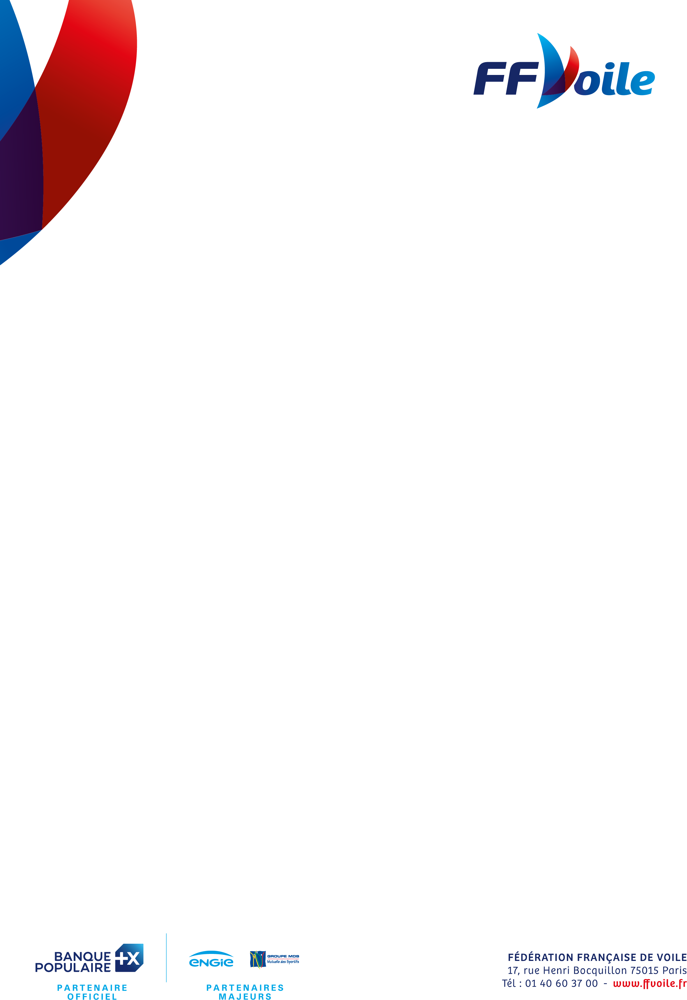 FFVoile
BANQUE
POPULAIRE
+X
PARTENAIRE
OFFICIEL
ENGIE
GROUPE MDS
Mutuelle des Sportifs
PARTENAIRES
MAJEURS
FÉDÉRATION FRANÇAISE DE VOILE
17, rue Henri Bocquillon 75015 Paris
Tél : 01 40 60 37 00 - www.ffvoile.fr